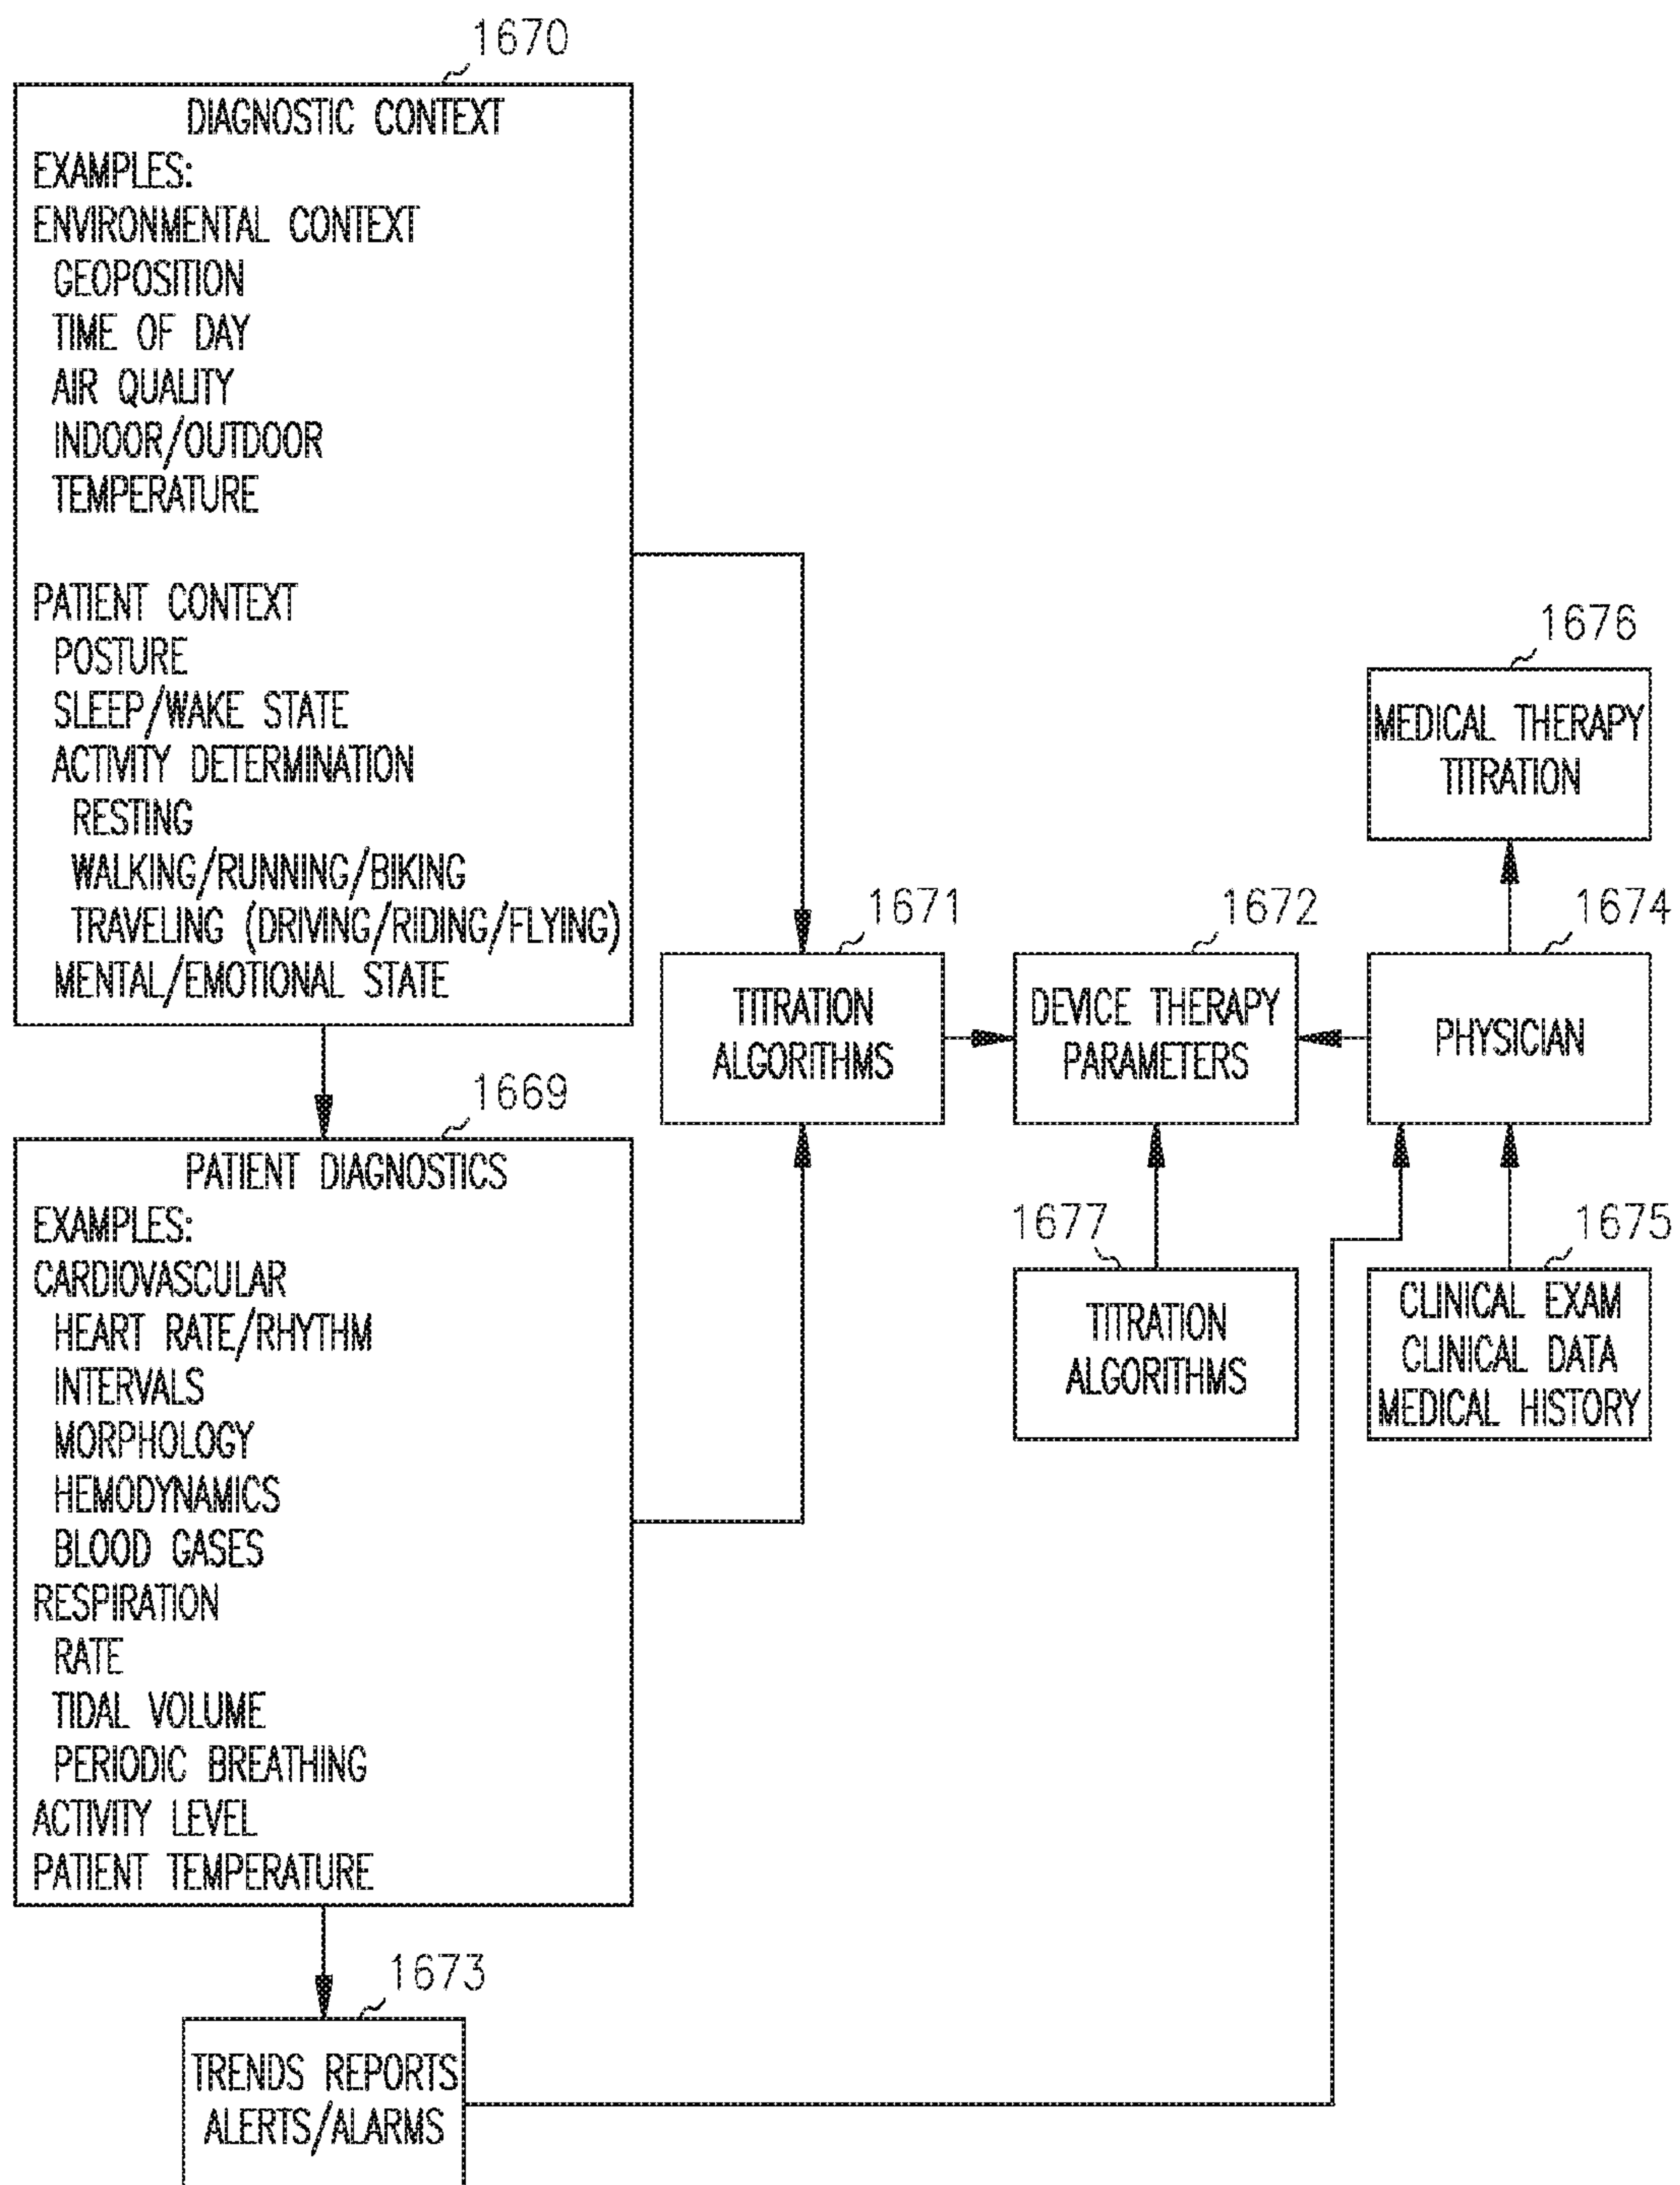 1670
DIAGNOSTIC CONTEXT
EXAMPLES:
ENVIRONMENTAL CONTEXT
GEOPOSITION
TIME OF DAY
AIR QUALITY
INDOOR/OUTDOOR
TEMPERATURE
PATIENT CONTEXT
POSTURE
SLEEP/WAKE STATE
ACTIVITY DETERMINATION
RESTING
WALKING/RUNNING/BIKING
TRAVELING (DRIVING/RIDING/FLYING)
MENTAL/EMOTIONAL STATE
1669
PATIENT DIAGNOSTICS
EXAMPLES:
CARDIOVASCULAR
HEART RATE/RHYTHM
INTERVALS
MORPHOLOGY
HEMODYNAMICS
BLOOD GASES
RESPIRATION
RATE
TIDAL VOLUME
PERIODIC BREATHING
ACTIVITY LEVEL
PATIENT TEMPERATURE
1673
TRENDS REPORTS
ALERTS/ALARMS
1671
TITRATION
ALGORITHMS
1672
DEVICE THERAPY
PARAMETERS
1677
TITRATION
ALGORITHMS
1676
MEDICAL THERAPY
TITRATION
1674
PHYSICIAN
1675
CLINICAL EXAM
CLINICAL DATA
MEDICAL HISTORY